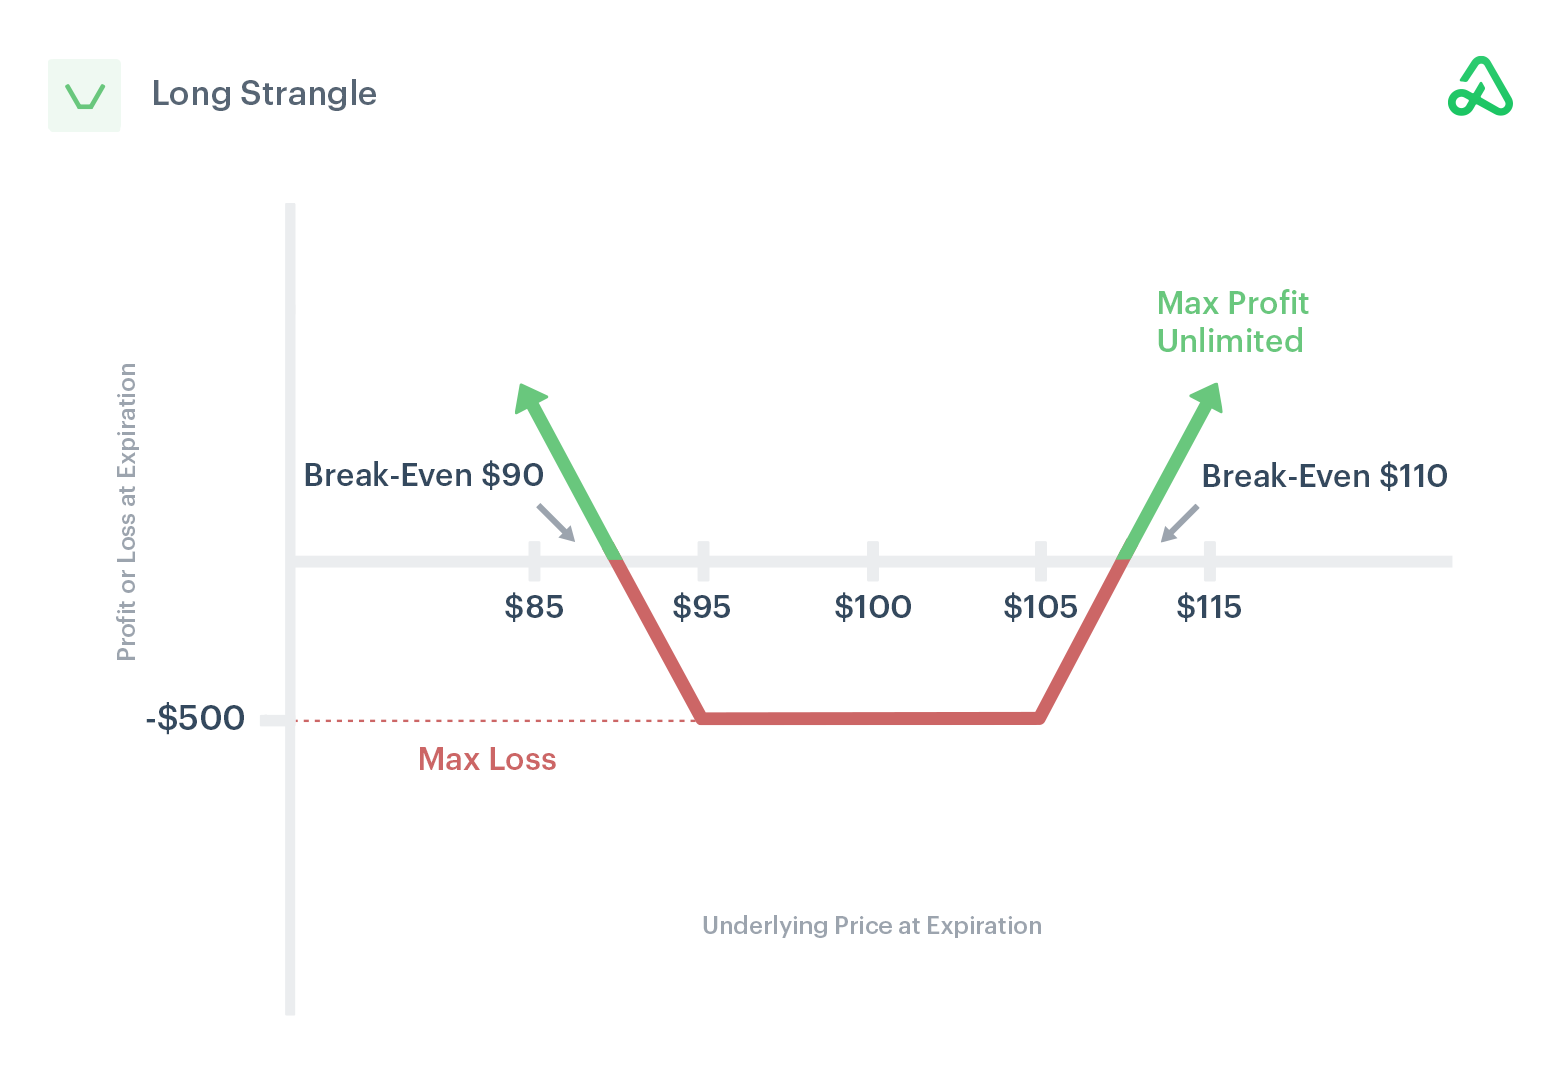 Long Strangle
Max Profit
Unlimited
Profit or Loss at Expiration
Break-Even $90
Break-Even $110
$85
$95
$100
$105
$115
-$500
Max Loss
Underlying Price at Expiration